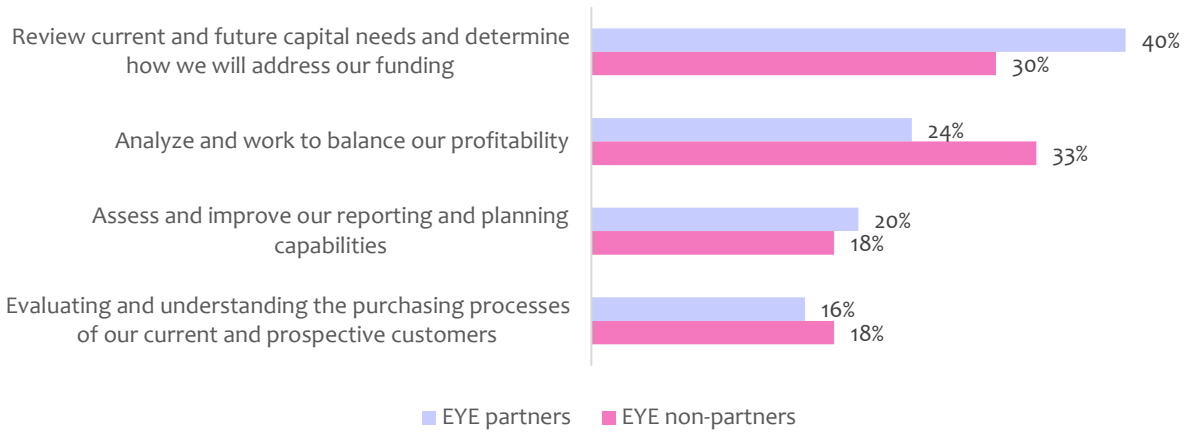 Review current and future capital needs and determine
how we will address our funding
40%
30%
Analyze and work to balance our profitability
24%
33%
Assess and improve our reporting and planning
capabilities
20%
18%
Evaluating and understanding the purchasing processes
of our current and prospective customers
16%
18%
EYE partners EYE non-partners